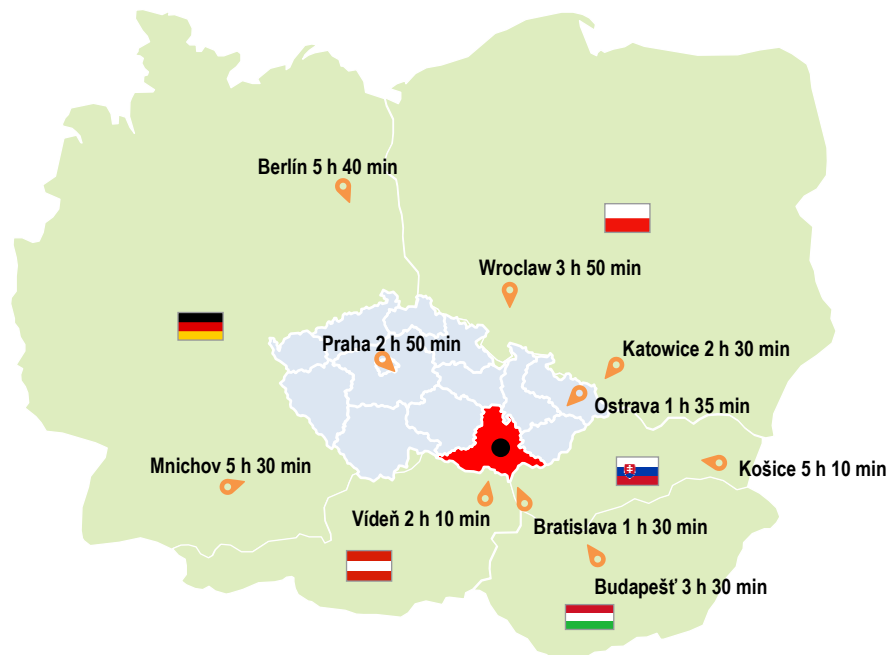 Berlín 5 h 40 min
Wroclaw 3 h 50 min
Praha 2 h 50 min
Katowice 2 h 30 min
Ostrava 1 h 35 min
Mnichov 5 h 30 min
Košice 5 h 10 min
Vídeň 2 h 10 min
Bratislava 1 h 30 min
Budapešť 3 h 30 min